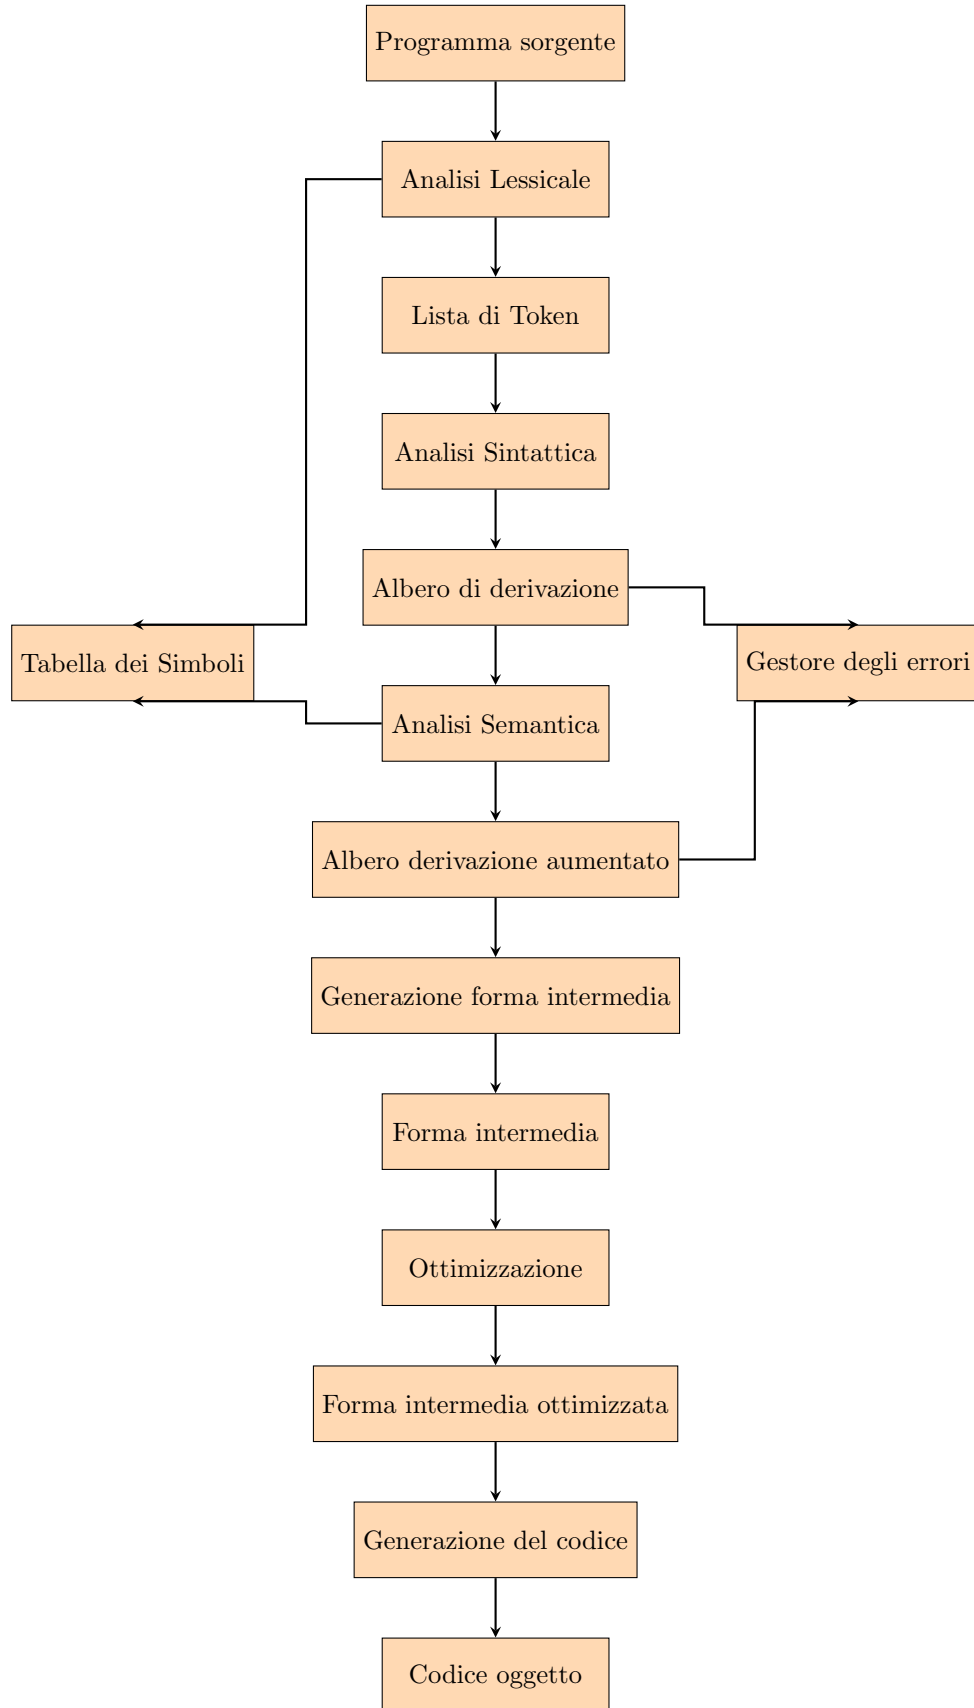 Programma sorgente
Analisi Lessicale
Lista di Token
Analisi Sintattica
Albero di derivazione
Tabella dei Simboli
Gestore degli errori
Analisi Semantica
Albero derivazione aumentato
Generazione forma intermedia
Forma intermedia
Ottimizzazione
Forma intermedia ottimizzata
Generazione del codice
Codice oggetto